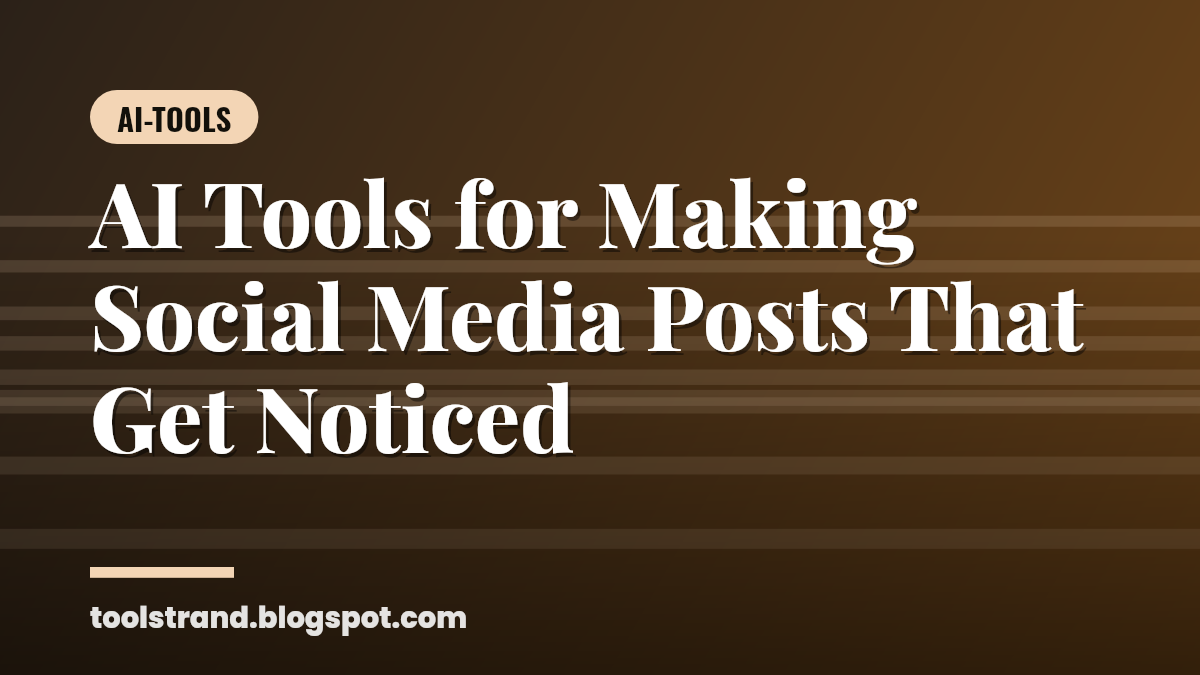 AI-TOOLS
AI Tools for Making
Social Media Posts That
Get Noticed
toolstrand.blogspot.com